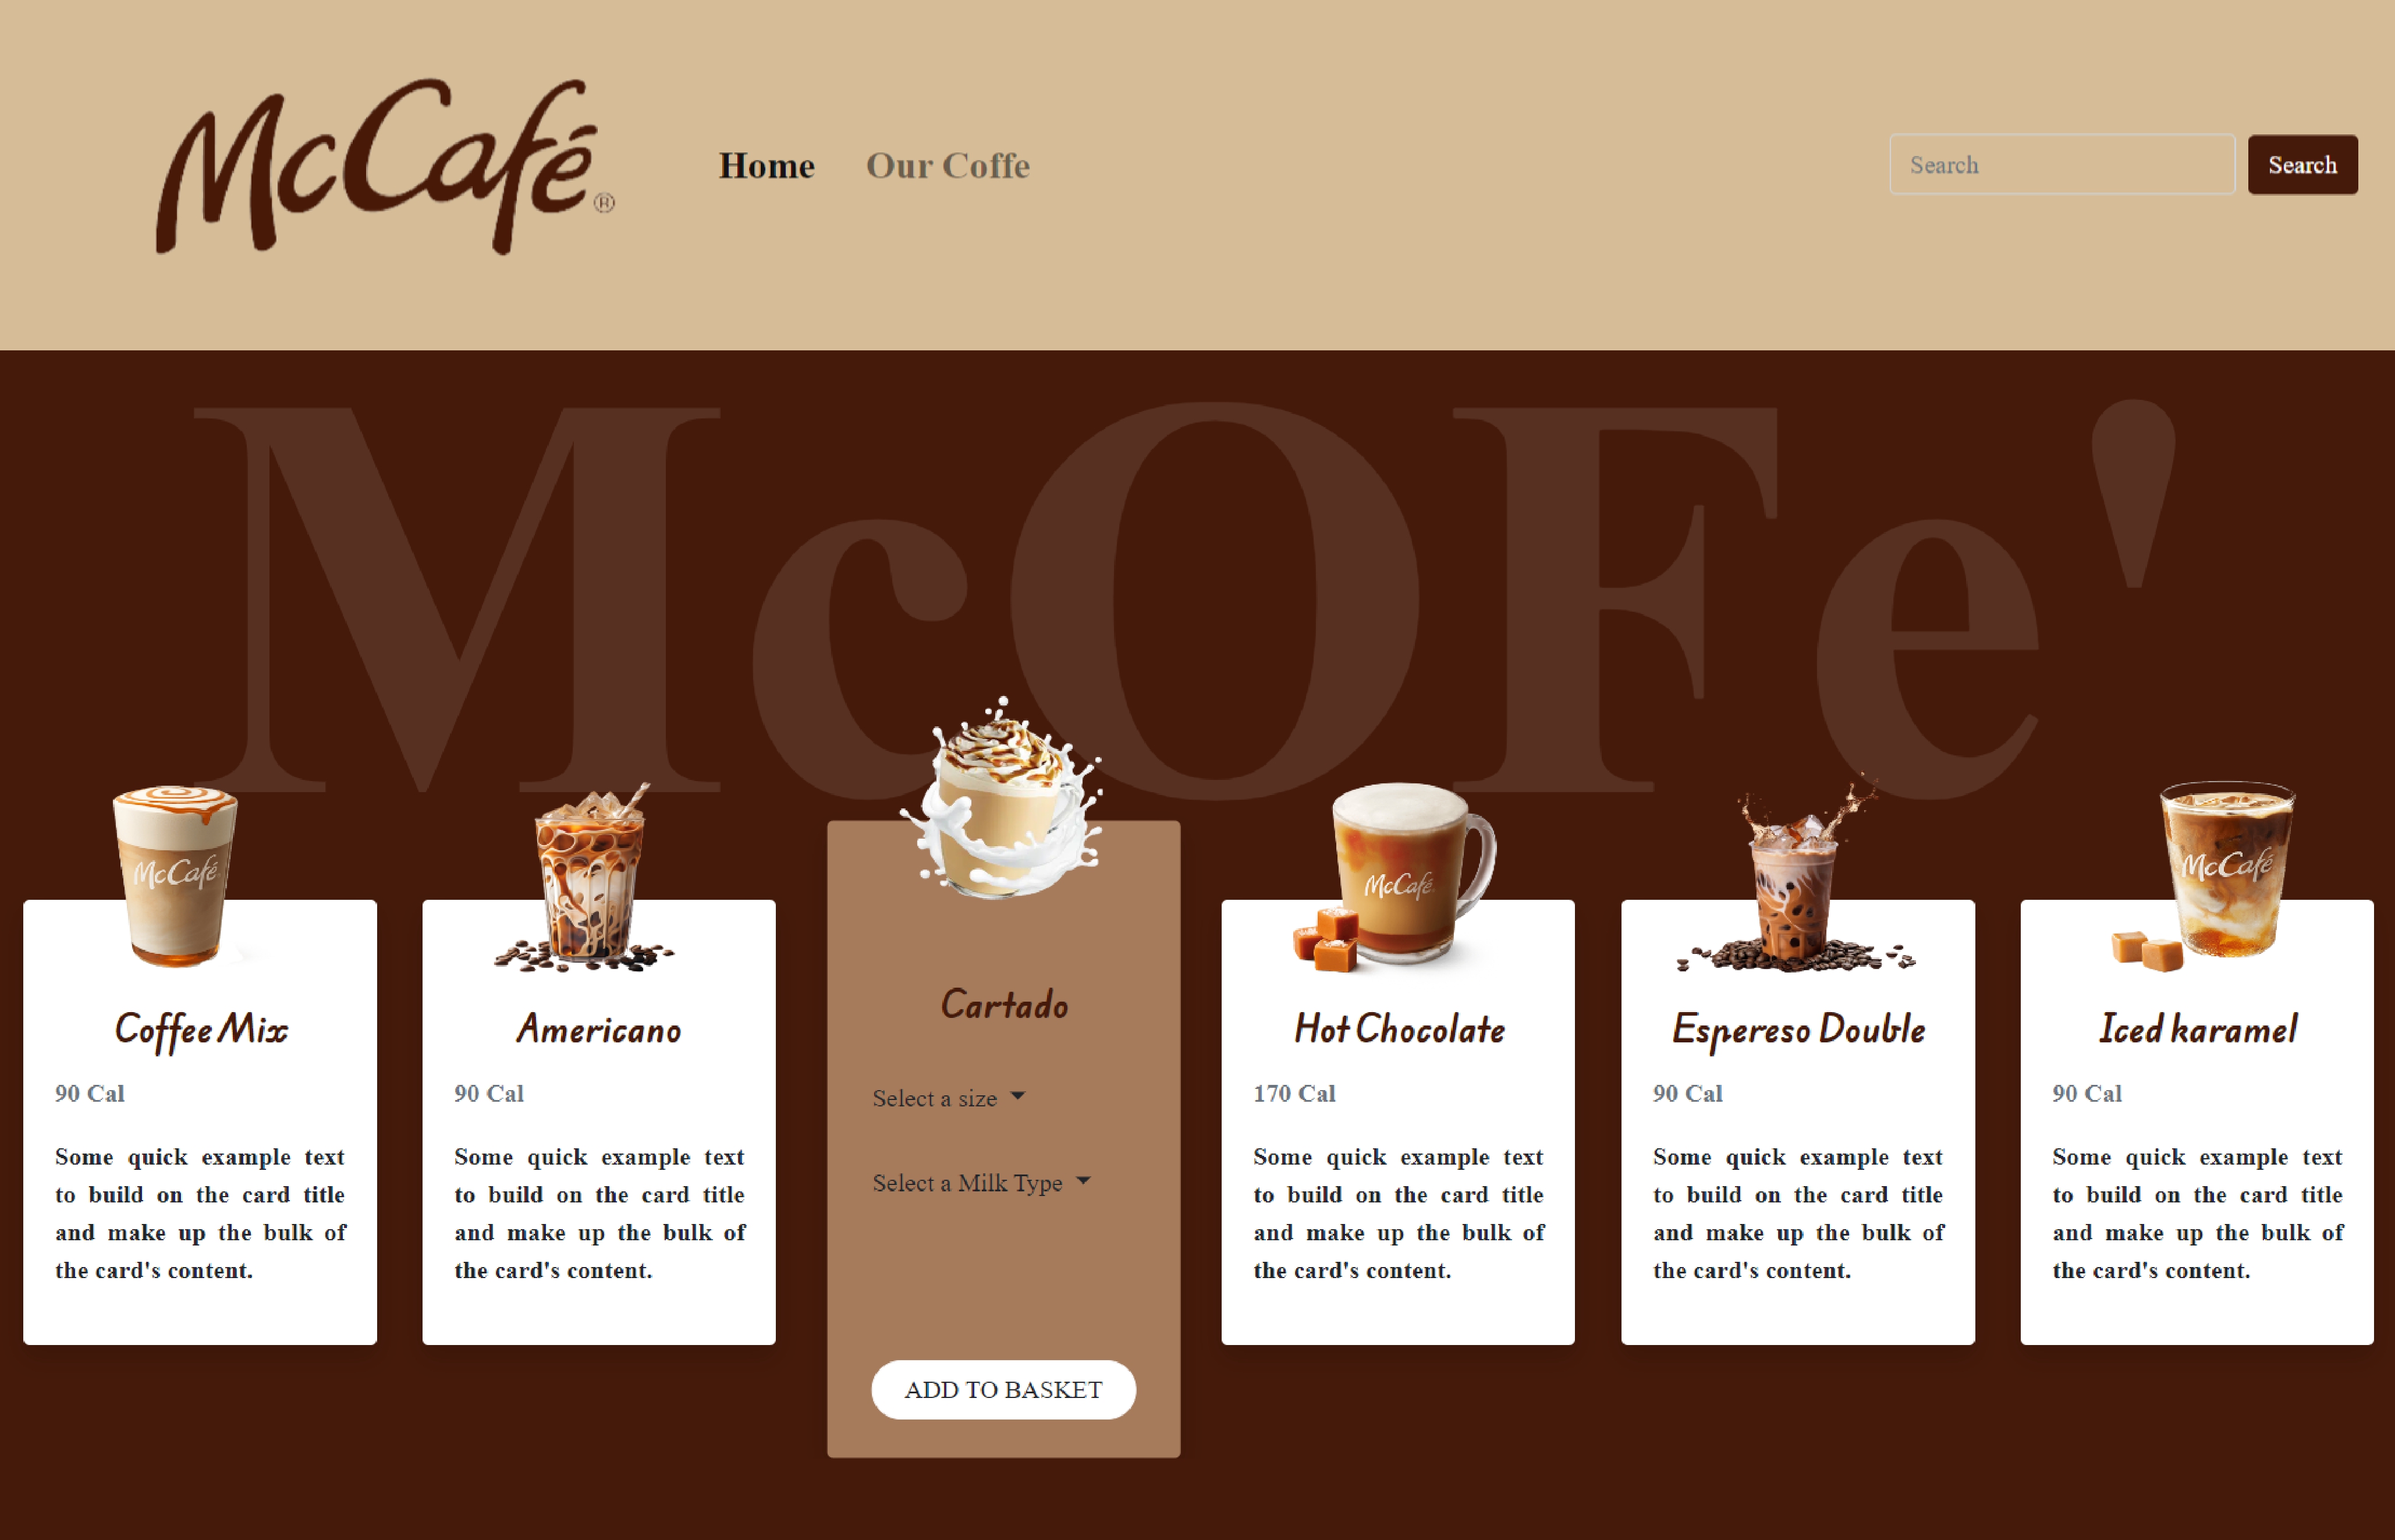 McCafé®
Home
Our Coffe
Search
Search
McOFe'
McCafé
Coffee Mix
90 Cal
Some quick example text
to build on the card title
and make up the bulk of
the card's content.
Americano
90 Cal
Some quick example text
to build on the card title
and make up the bulk of
the card's content.
Cartado
Select a size
Select a Milk Type
ADD TO BASKET
McCafé
Hot Chocolate
170 Cal
Some quick example text
to build on the card title
and make up the bulk of
the card's content.
Espereso Double
90 Cal
Some quick example text
to build on the card title
and make up the bulk of
the card's content.
McCafé
Iced karamel
90 Cal
Some quick example text
to build on the card title
and make up the bulk of
the card's content.